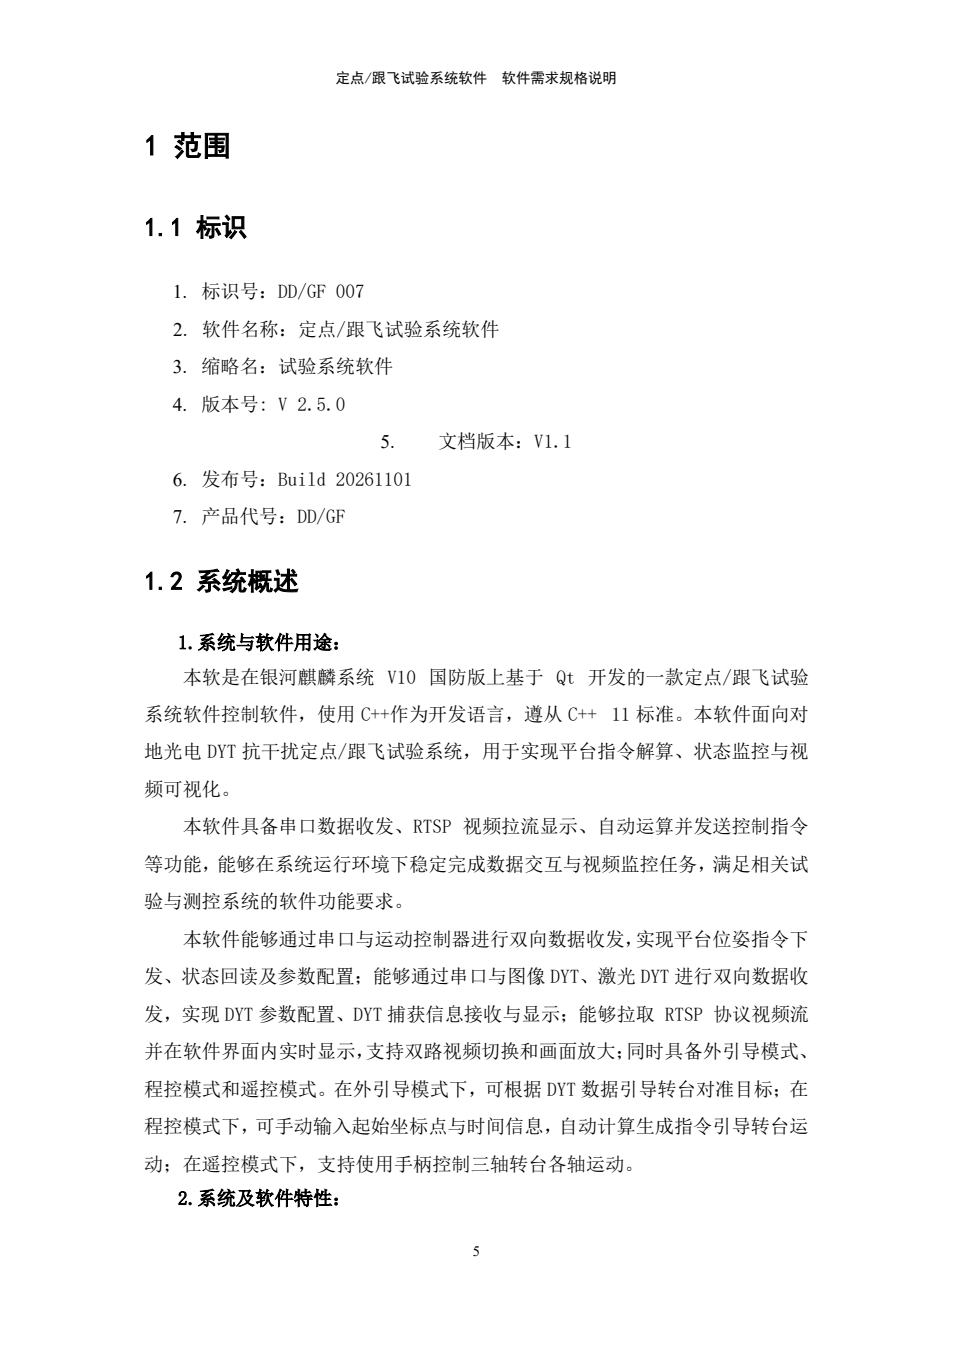 定点/跟飞试验系统软件 软件需求规格说明
1 范围
1.1 标识
1. 标识号：DD/GF 007
2. 软件名称：定点/跟飞试验系统软件
3. 缩略名：试验系统软件
4. 版本号: V 2.5.0
5. 文档版本：V1.1
6. 发布号：Build 20261101
7. 产品代号：DD/GF
1.2 系统概述
1.系统与软件用途：
本软是在银河麒麟系统 V10 国防版上基于 Qt 开发的一款定点/跟飞试验
系统软件控制软件，使用 C++作为开发语言，遵从 C++ 11 标准。本软件面向对
地光电 DYT 抗干扰定点/跟飞试验系统，用于实现平台指令解算、状态监控与视
频可视化。
本软件具备串口数据收发、RTSP 视频拉流显示、自动运算并发送控制指令
等功能，能够在系统运行环境下稳定完成数据交互与视频监控任务，满足相关试
验与测控系统的软件功能要求。
本软件能够通过串口与运动控制器进行双向数据收发，实现平台位姿指令下
发、状态回读及参数配置；能够通过串口与图像 DYT、激光 DYT 进行双向数据收
发，实现 DYT 参数配置、DYT 捕获信息接收与显示；能够拉取 RTSP 协议视频流
并在软件界面内实时显示，支持双路视频切换和画面放大；同时具备外引导模式、
程控模式和遥控模式。在外引导模式下，可根据 DYT 数据引导转台对准目标；在
程控模式下，可手动输入起始坐标点与时间信息，自动计算生成指令引导转台运
动；在遥控模式下，支持使用手柄控制三轴转台各轴运动。
2.系统及软件特性：
5